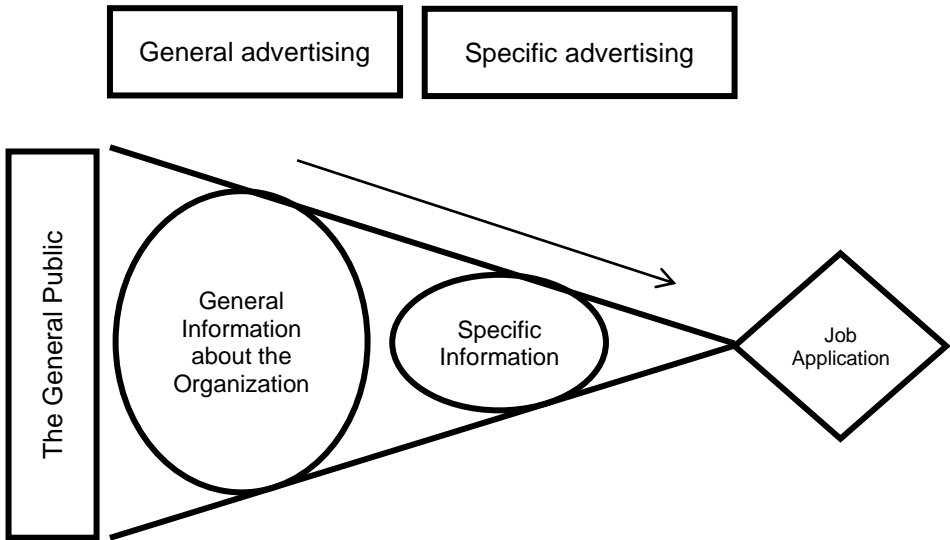 General advertising
Specific advertising
The General Public
General
Information
about the
Organization
Specific
Information
Job
Application